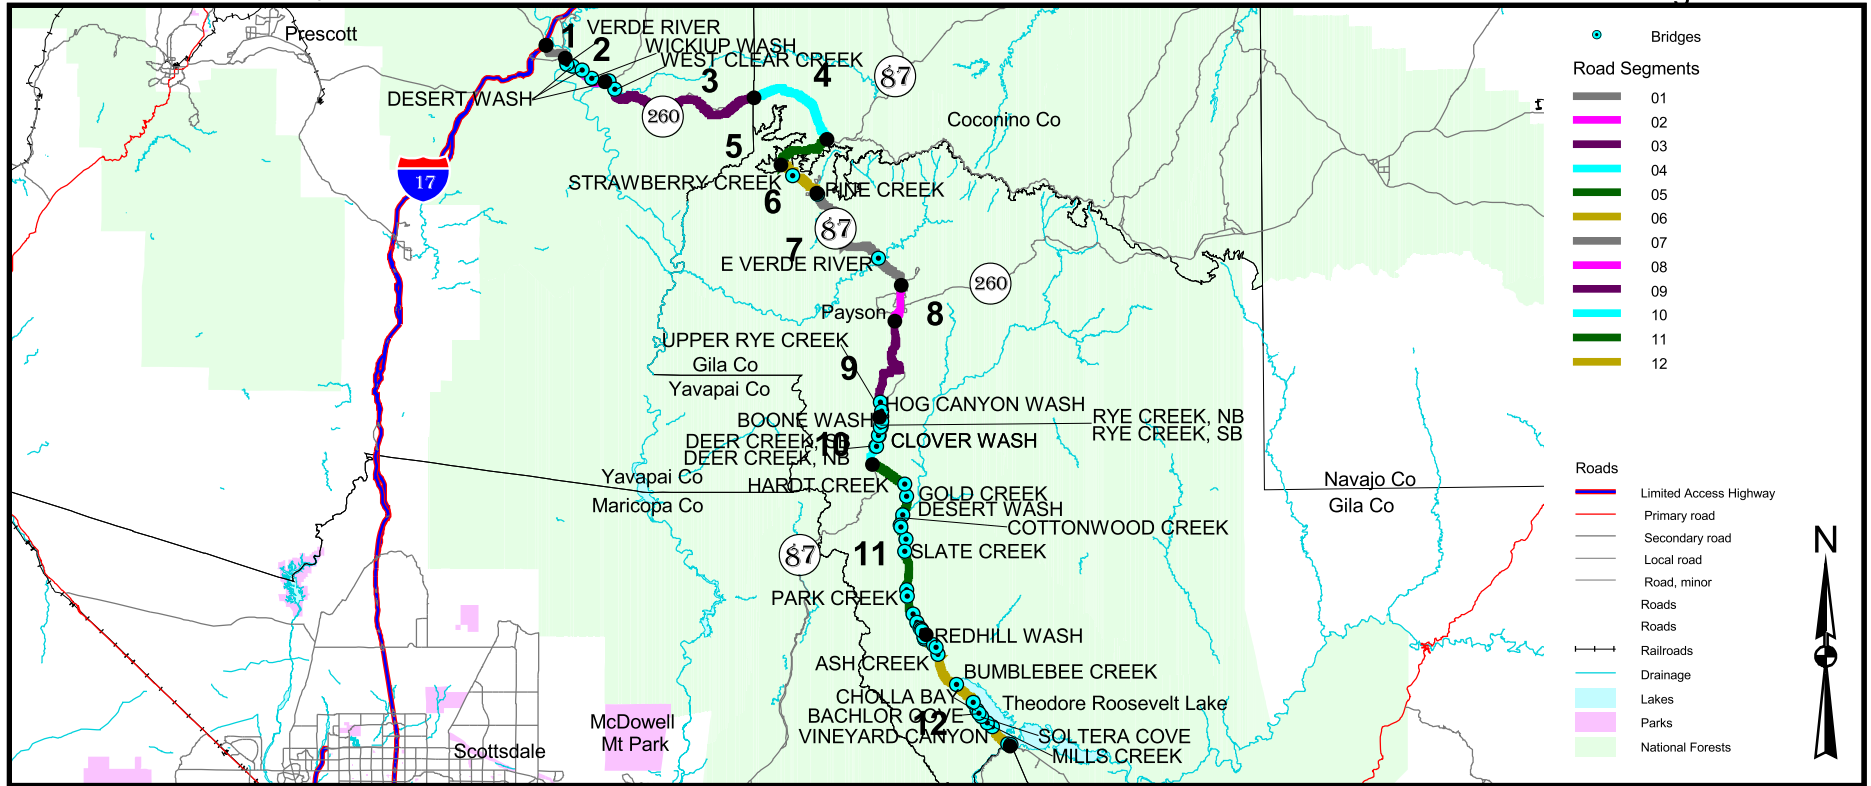 Prescott
1
VERDE RIVER
2
WICKIUP WASH
WEST CLEAR CREEK
3
4
87
DESERT WASH
260
Coconino Co
5
17
STRAWBERRY CREEK
PINE CREEK
6
87
7
E VERDE RIVER
260
Payson
8
UPPER RYE CREEK
Gila Co
9
Yavapai Co
HOG CANYON WASH
BOONE WASH
RYE CREEK, NB
RYE CREEK, SB
DEER CREEK, SB
10
CLOVER WASH
DEER CREEK, NB
Yavapai Co
HARDT CREEK
Maricopa Co
GOLD CREEK
DESERT WASH
COTTONWOOD CREEK
Navajo Co
Gila Co
87
11
SLATE CREEK
PARK CREEK
REDHILL WASH
ASH CREEK
BUMBLEBEE CREEK
CHOLLA BAY
Theodore Roosevelt Lake
BACHLOR COVE
12
VINEYARD CANYON
SOLTERA COVE
MILLS CREEK
McDowell
Mt Park
Scottsdale
Bridges
Road Segments
01
02
03
04
05
06
07
08
09
10
11
12
Roads
Limited Access Highway
Primary road
Secondary road
Local road
Road, minor
Roads
Roads
Railroads
Drainage
Lakes
Parks
National Forests
N